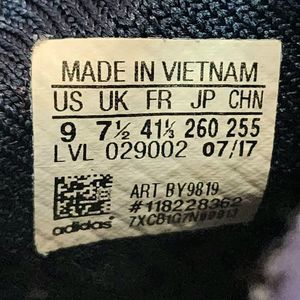 MADE IN VIETNAM
US UK FR JP CHN
9 7½ 41⅓ 260 255
LVL 029002 07/17
ART BY9819
#118228362
adidas